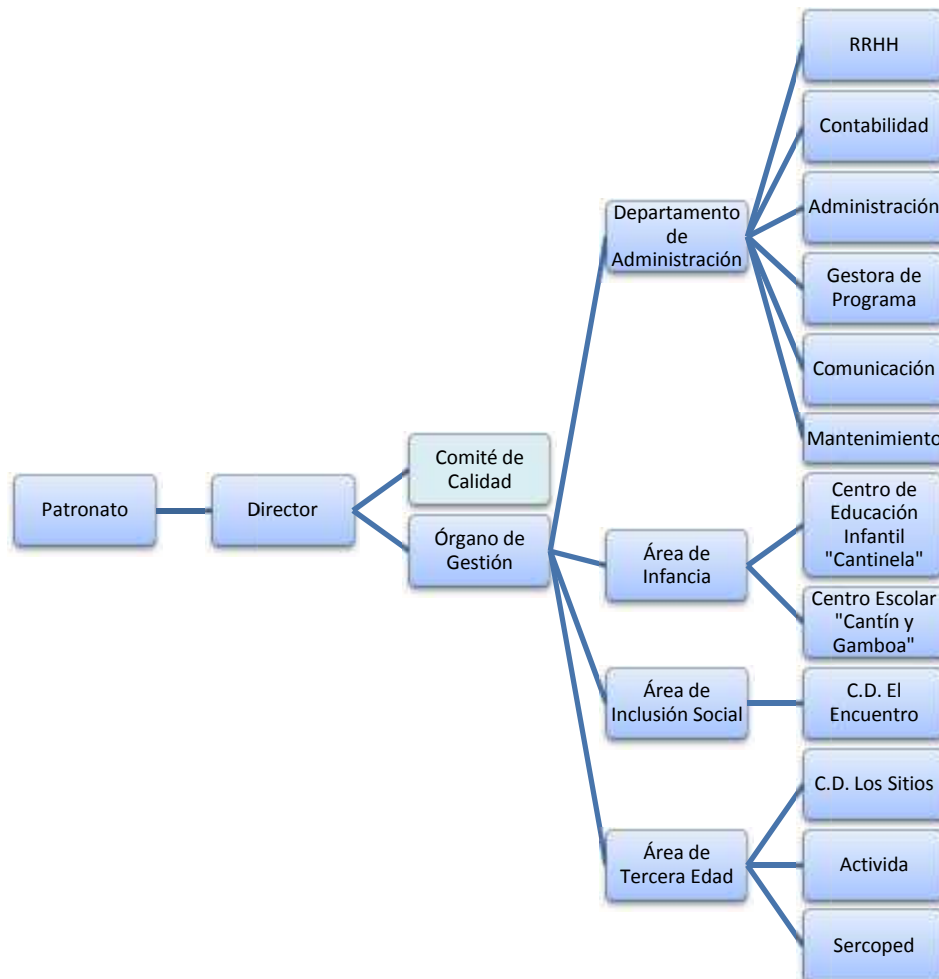 Patronato
Director
Comité de
Calidad
Órgano de
Gestión
Departamento
de
Administración
RRHH
Contabilidad
Administración
Gestora de
Programa
Comunicación
Mantenimiento
Área de
Infancia
Centro de
Educación
Infantil
"Cantinela"
Centro Escolar
"Cantín y
Gamboa"
Área de
Inclusión Social
C.D. El
Encuentro
Área de
Tercera Edad
C.D. Los Sitios
Activida
Sercoped